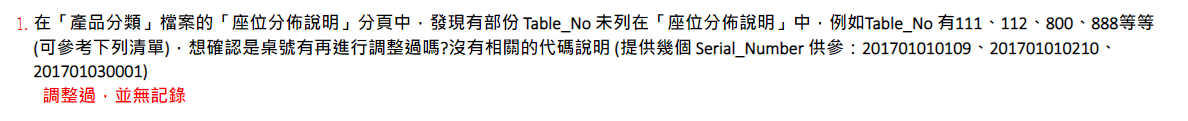 1. 在「產品分類」檔案的「座位分佈說明」分頁中，發現有部份 Table_No 未列在「座位分佈說明」中，例如Table_No 有111、112、800、888等等
(可參考下列清單)，想確認是桌號有再進行調整過嗎?沒有相關的代碼說明 (提供幾個 Serial_Number 供參：201701010109、201701010210、
201701030001)
調整過，並無記錄